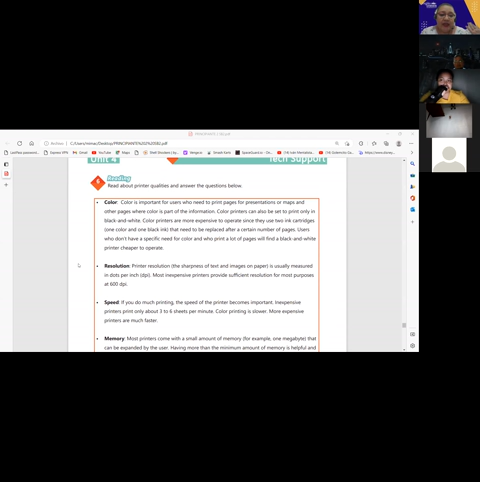 Unit 4
Tech Support
Reading
Read about printer qualities and answer the questions below.
• Color: Color is important for users who need to print pages for presentations or maps and
other pages where color is part of the information. Color printers can also be set to print only in
black-and-white. Color printers are more expensive to operate since they use two ink cartridges
(one color and one black ink) that need to be replaced after a certain number of pages. Users
who don't have a specific need for color and who print a lot of pages will find a black-and-white
printer cheaper to operate.
• Resolution: Printer resolution (the sharpness of text and images on paper) is usually measured
in dots per inch (dpi). Most inexpensive printers provide sufficient resolution for most purposes
at 600 dpi.
• Speed: If you do much printing, the speed of the printer becomes important. Inexpensive
printers print only about 3 to 6 sheets per minute. Color printing is slower. More expensive
printers are much faster.
• Memory: Most printers come with a small amount of memory (for example, one megabyte) that
can be expanded by the user. Having more than the minimum amount of memory is helpful and